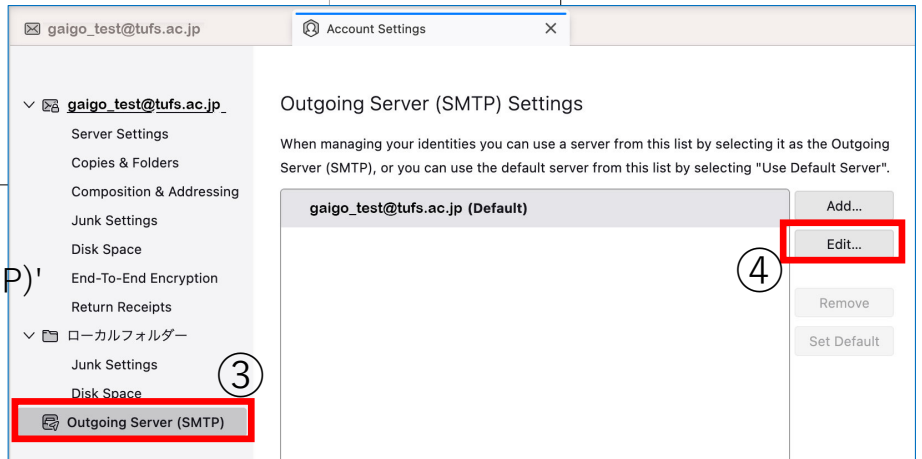 gaigo_test@tufs.ac.jp
Account Settings
gaigo_test@tufs.ac.jp
Server Settings
Copies & Folders
Composition & Addressing
Junk Settings
Disk Space
P)'
End-To-End Encryption
Return Receipts
ローカルフォルダー
Junk Settings
③
Disk Space
Outgoing Server (SMTP)
Outgoing Server (SMTP) Settings
When managing your identities you can use a server from this list by selecting it as the Outgoing
Server (SMTP), or you can use the default server from this list by selecting "Use Default Server".
gaigo_test@tufs.ac.jp (Default)
Add...
Edit...
④
Remove
Set Default